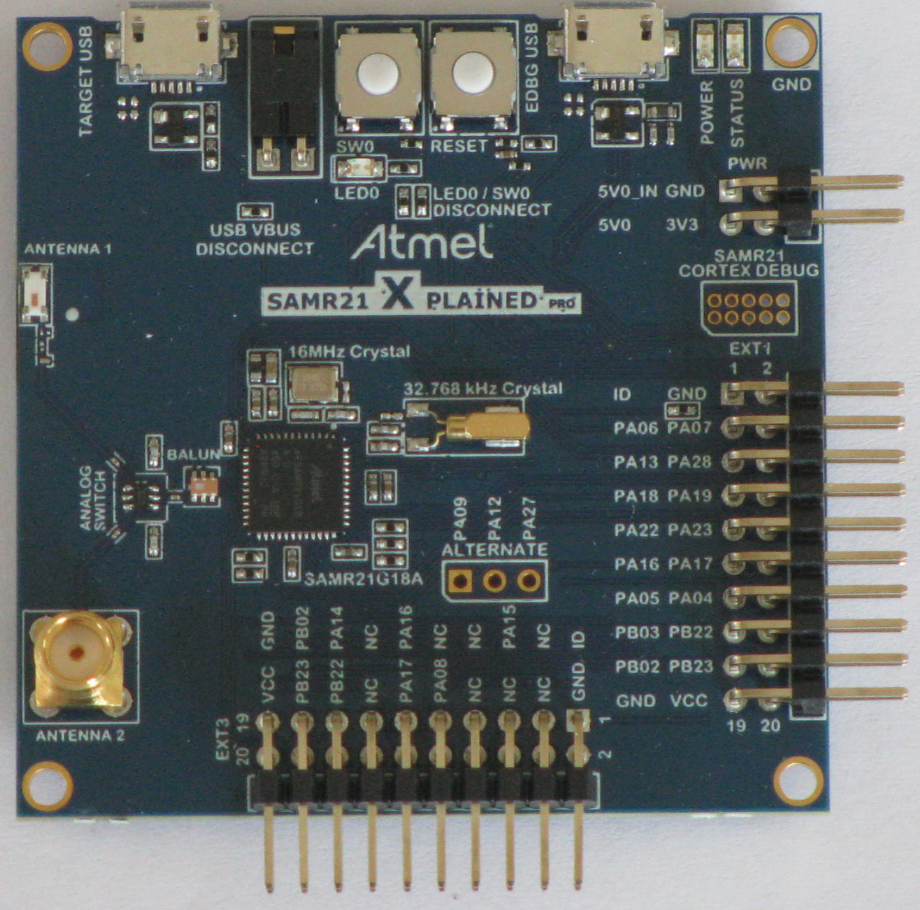 TARGET USB
EDBG USB
POWER
STATUS
GND
SW0
RESET
LED0
LED0 / SW0
DISCONNECT
USB VBUS
DISCONNECT
PWR
5V0_IN GND
5V0 3V3
ANTENNA 1
Atmel
SAMR21 XPLAINED PRO
SAMR21
CORTEX DEBUG
EXT1
1 2
16MHz Crystal
32.768 kHz Crystal
ID GND
PA06 PA07
PA13 PA28
PA18 PA19
PA22 PA23
PA16 PA17
PA05 PA04
PB03 PB22
PB02 PB23
GND VCC
19 20
BALUN
ANALOG
SWITCH
PA09
PA12
PA27
ALTERNATE
SAMR21G18A
ANTENNA 2
GND PB02 PA14 NC PA16 NC NC PA15 NC ID
VCC PB23 PB22 NC PA17 PA08 NC NC NC GND
EXT3
19
20
1
2